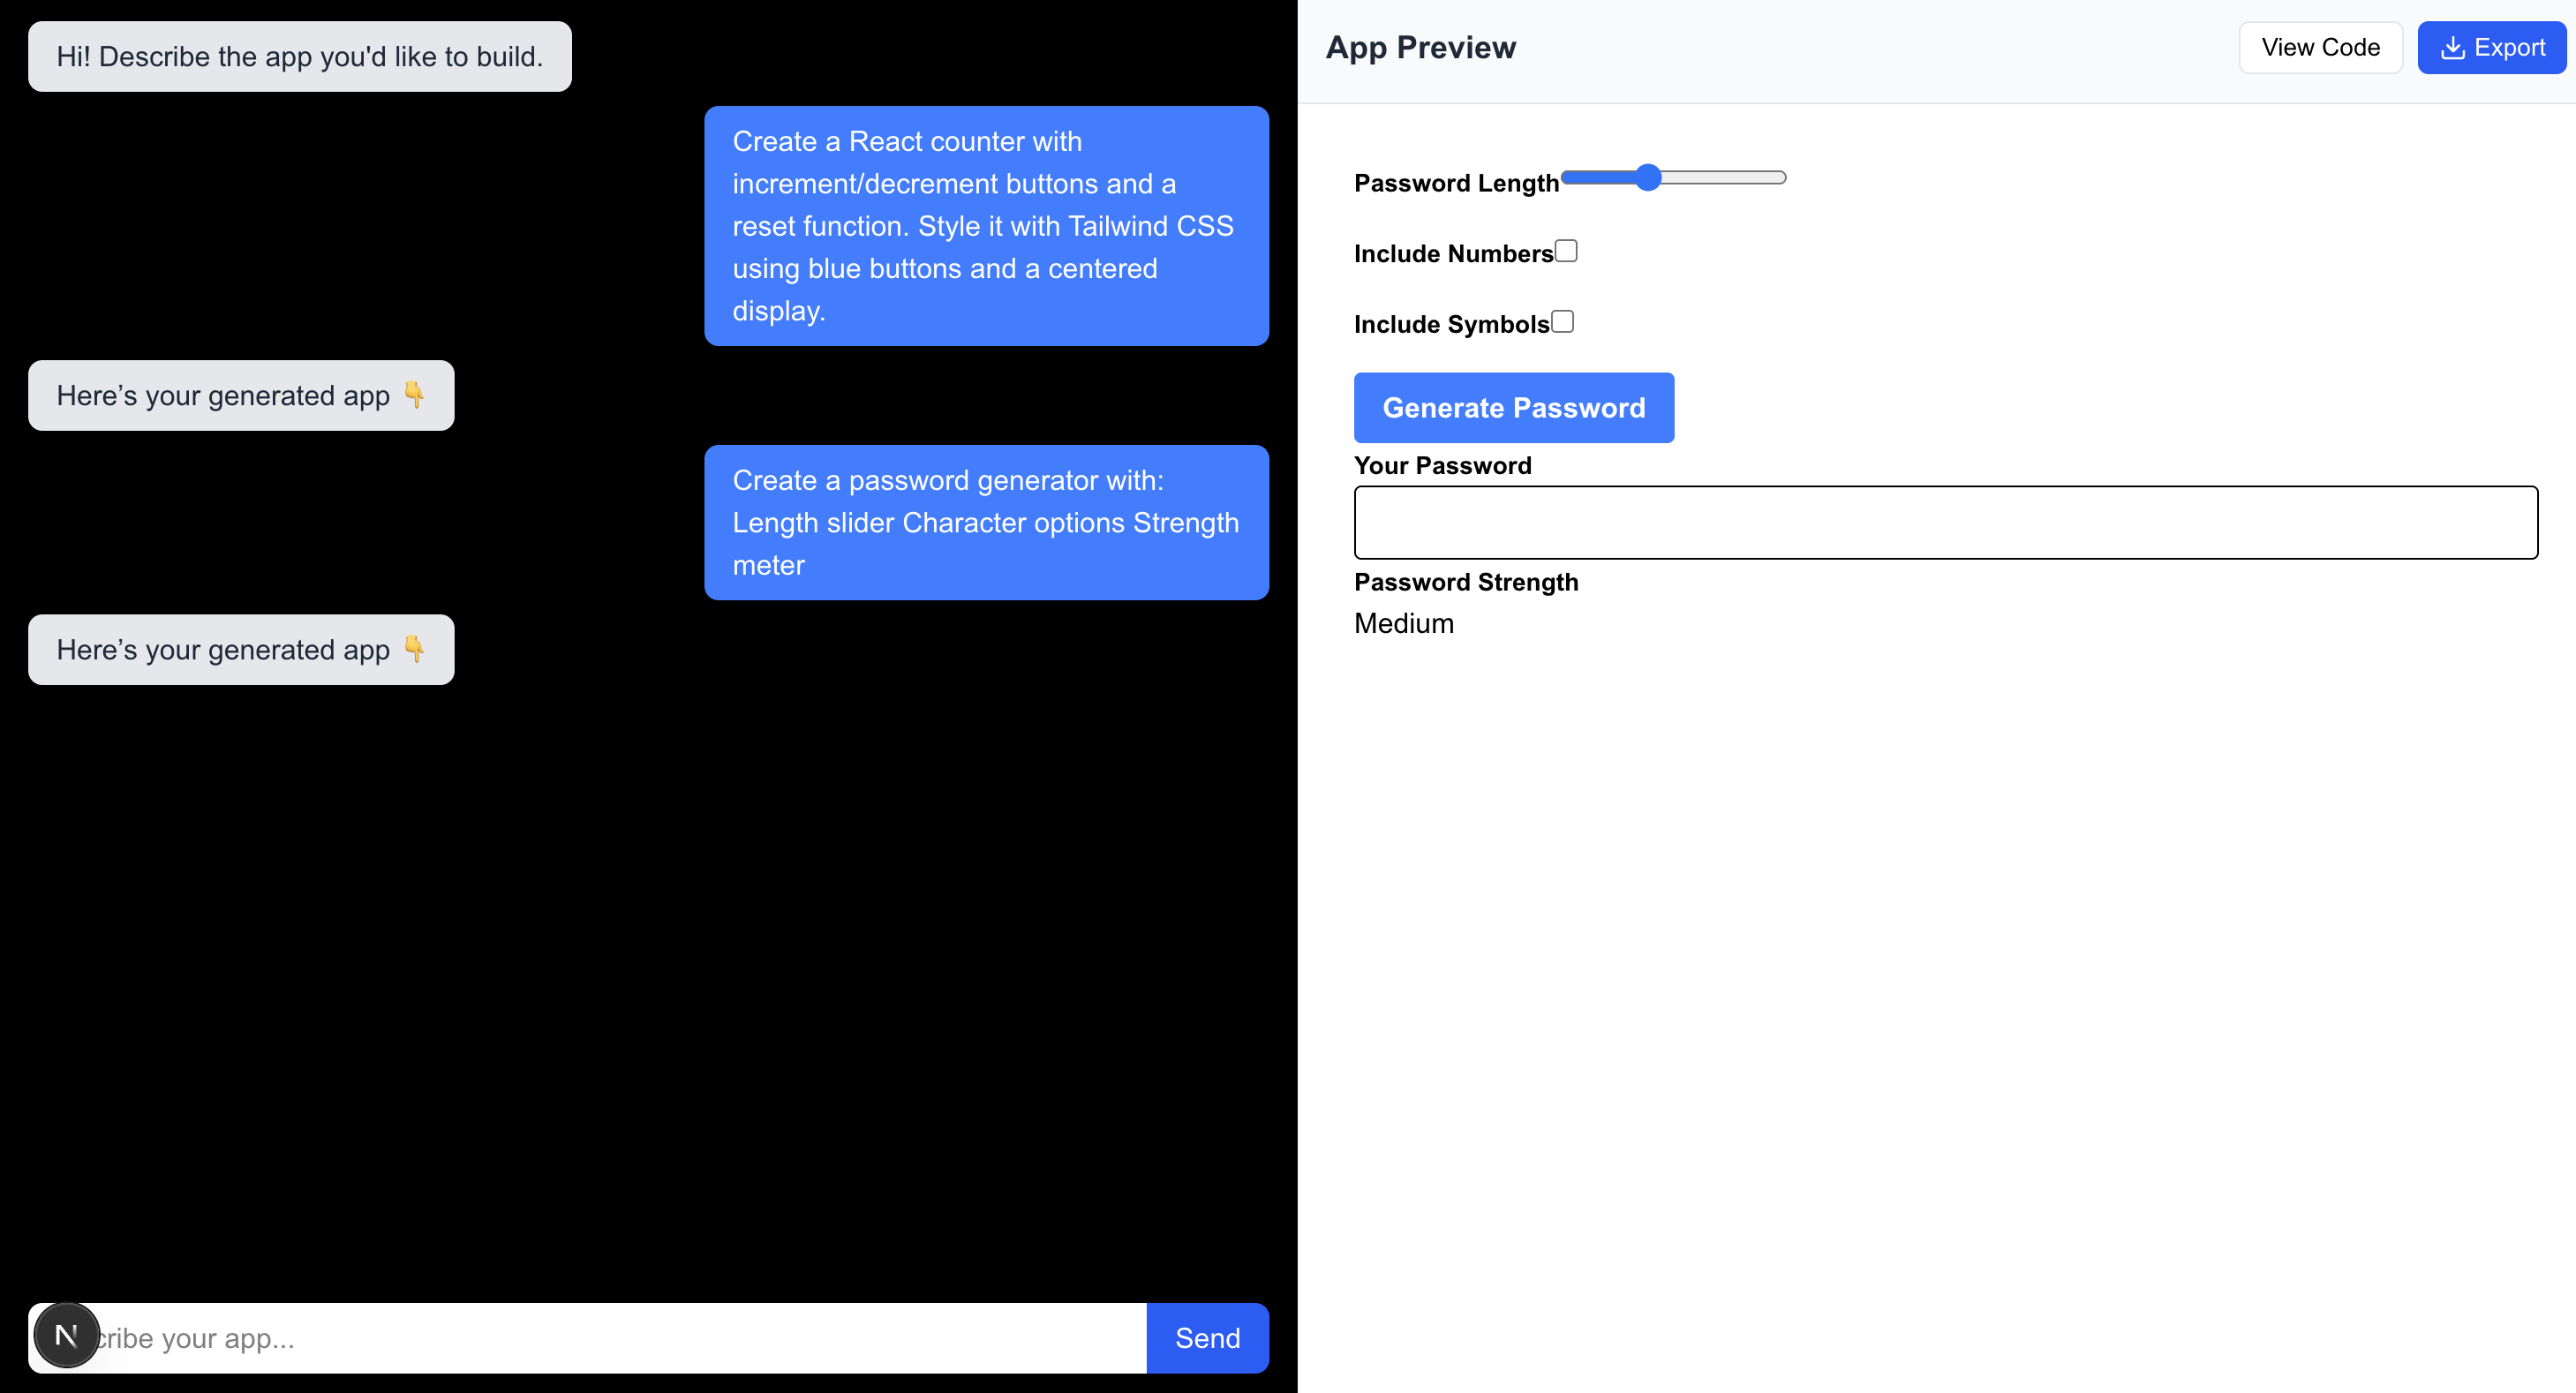 Hi! Describe the app you'd like to build.
Create a React counter with
increment/decrement buttons and a
reset function. Style it with Tailwind CSS
using blue buttons and a centered
display.
Here’s your generated app 👇
Create a password generator with:
Length slider Character options Strength
meter
Here’s your generated app 👇
N
cribe your app...
Send
App Preview
View Code
Export
Password Length
Include Numbers
Include Symbols
Generate Password
Your Password
Password Strength
Medium